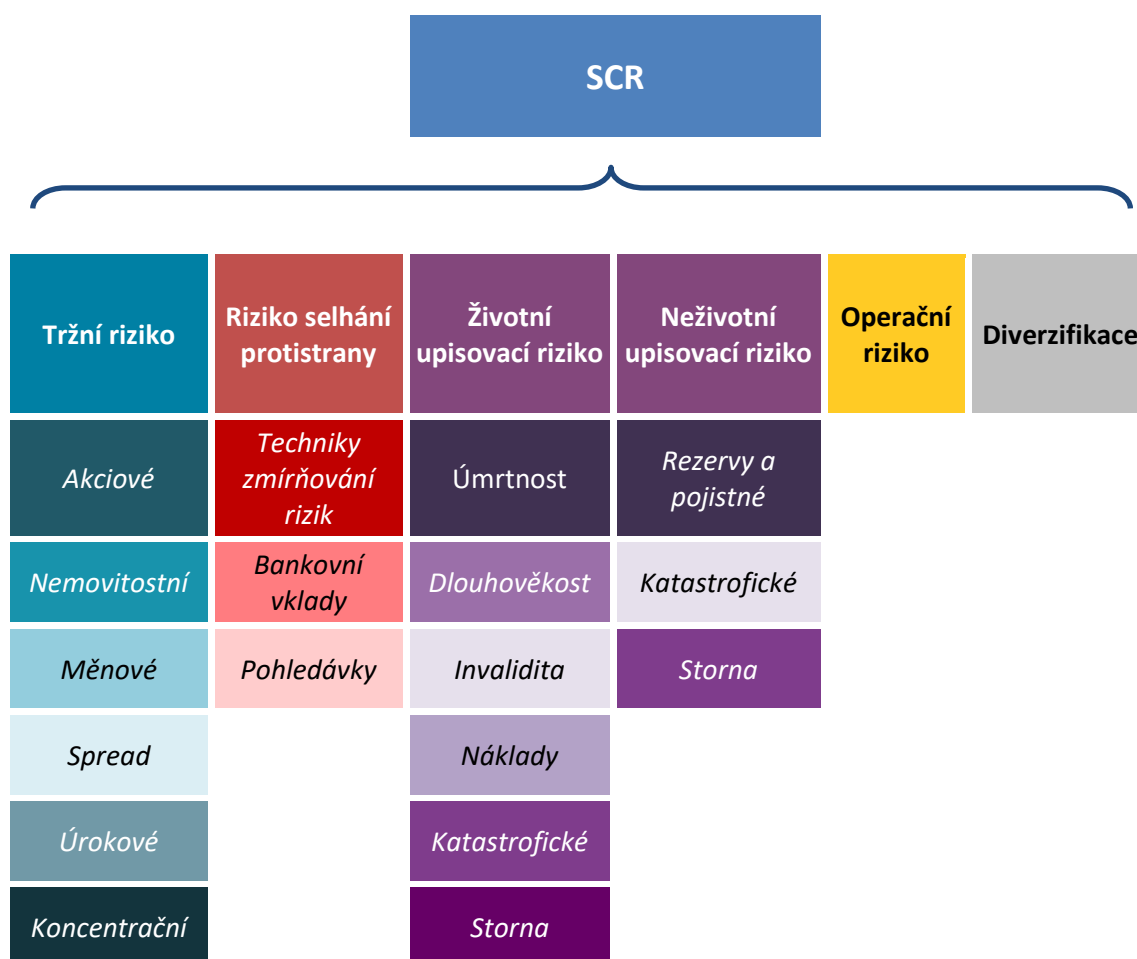 SCR
Tržní riziko
Riziko selhání
protistrany
Životní
upisovací riziko
Neživotní
upisovací riziko
Operační
riziko
Diverzifikace
Akciové
Techniky
zmírňování
rizik
Úmrtnost
Rezervy a
pojistné
Nemovitostní
Bankovní
vklady
Dlouhověkost
Katastrofické
Měnové
Pohledávky
Invalidita
Storna
Spread
Náklady
Úrokové
Katastrofické
Koncentrační
Storna